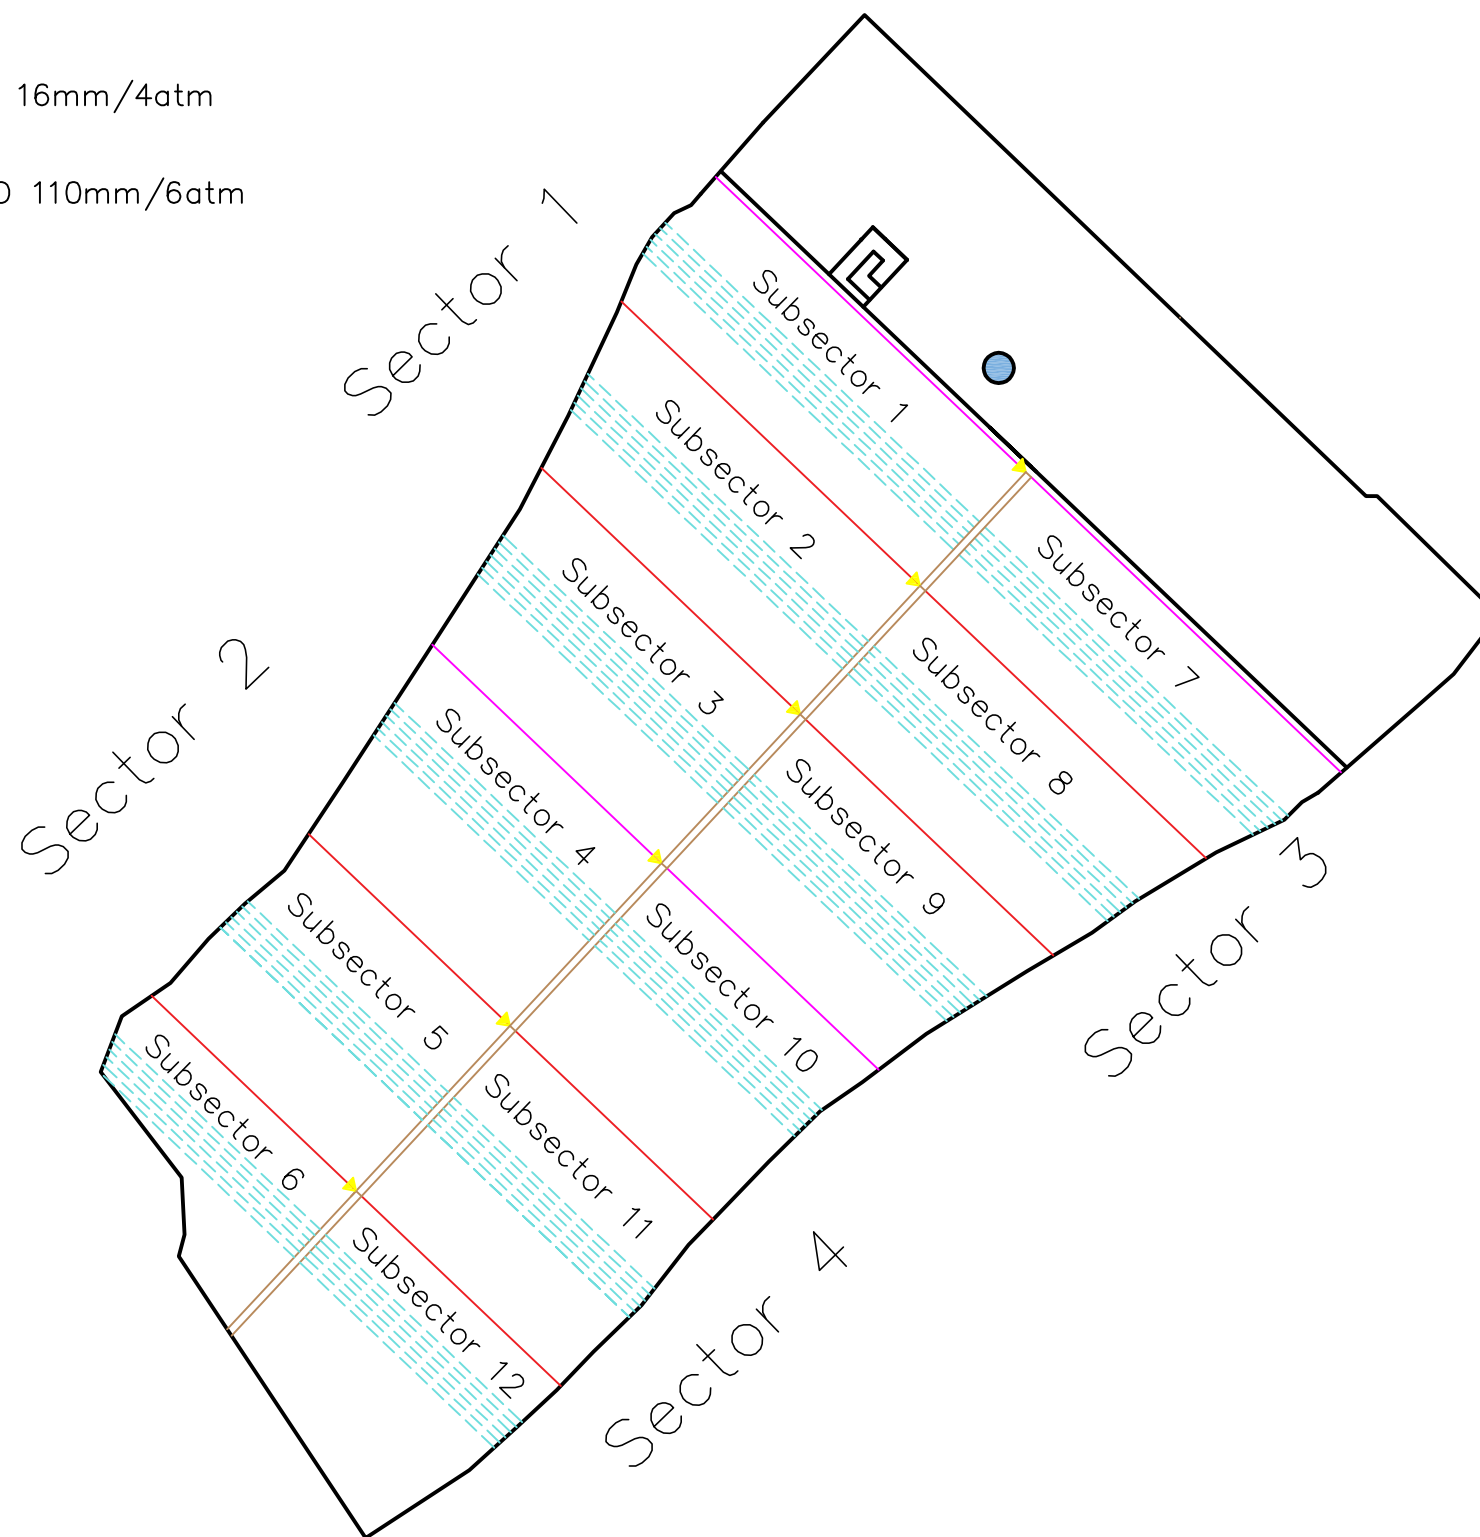 16mm/4atm
110mm/6atm
Sector 1
Subsector 1
Subsector 2
Subsector 7
Subsector 3
Subsector 8
Sector 2
Subsector 4
Subsector 9
Sector 3
Subsector 5
Subsector 10
Subsector 6
Subsector 11
Subsector 12
Sector 4